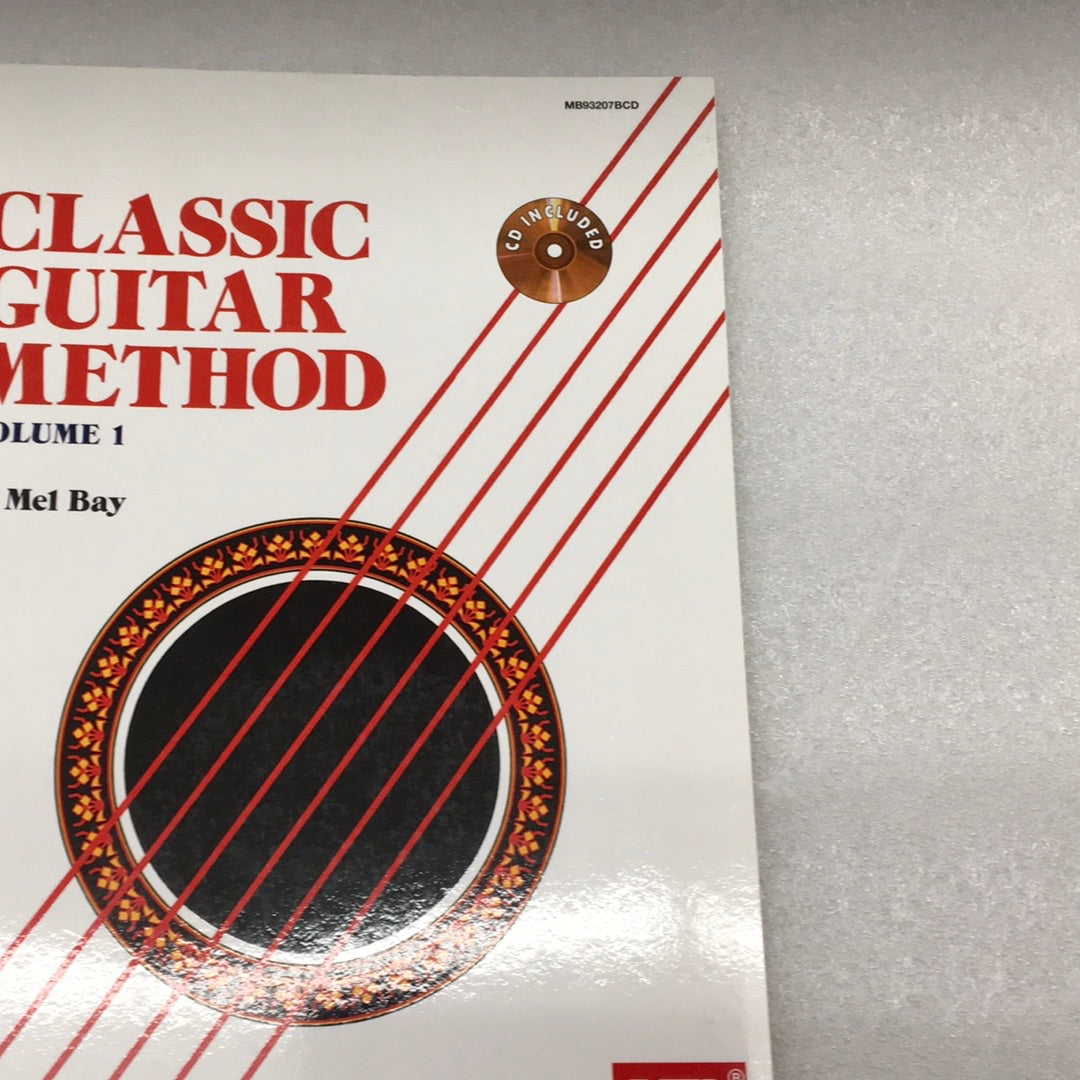 MB93207BCD
CD INCLUDED
CLASSIC
GUITAR
METHOD
OLUME 1
Mel Bay
®